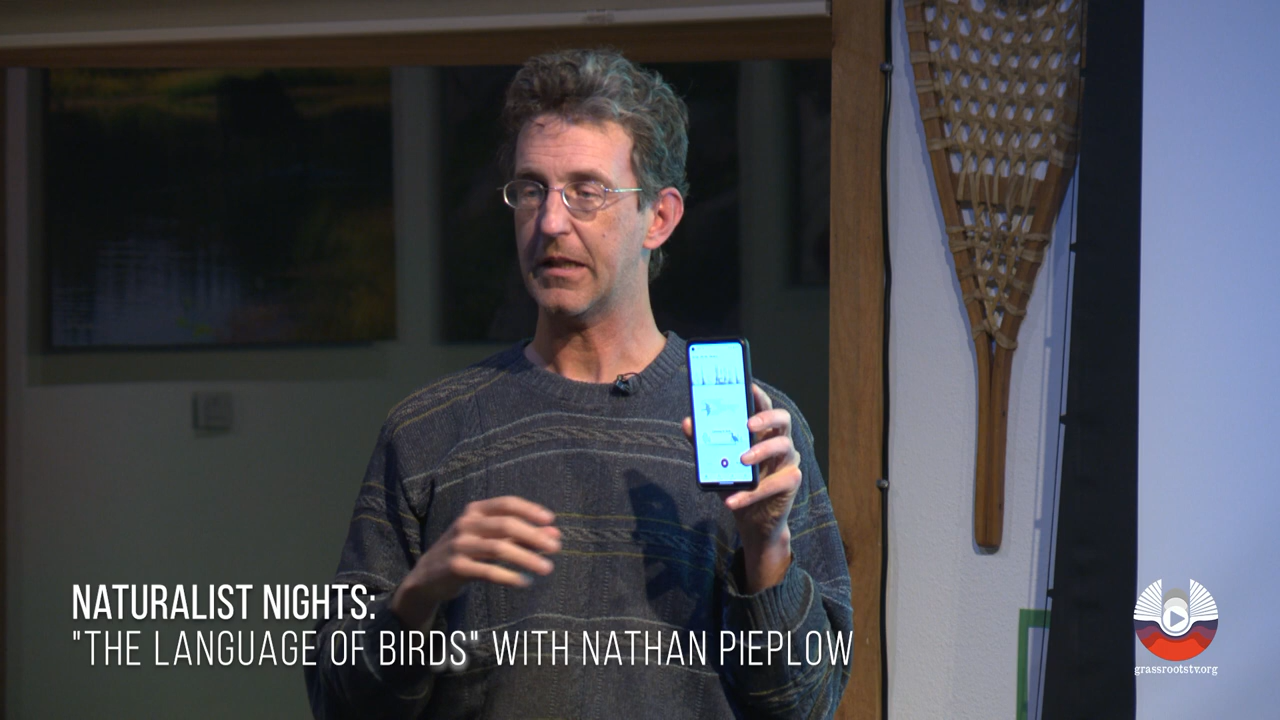 NATURALIST NIGHTS:
"THE LANGUAGE OF BIRDS" WITH NATHAN PIEPLOW
grassrootstv.org